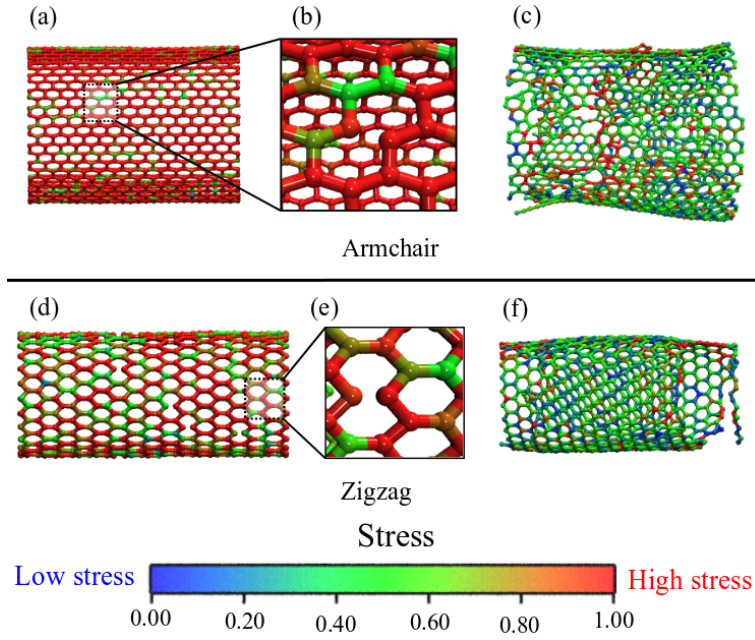 (a) (b) (c)
Armchair
(d) (e) (f)
Zigzag
Stress
Low stress High stress
0.00 0.20 0.40 0.60 0.80 1.00